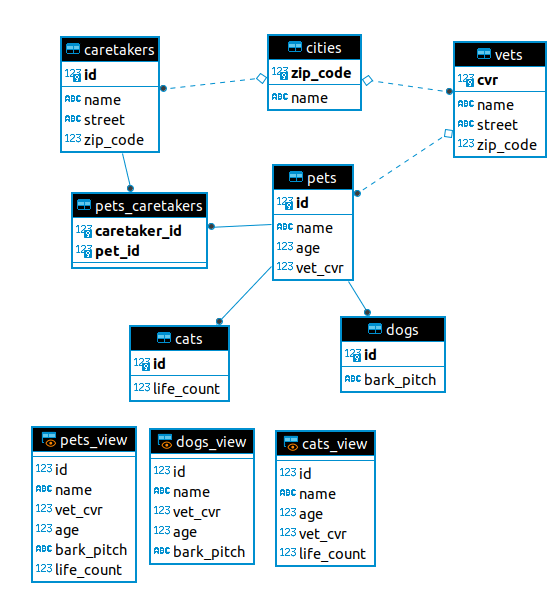 caretakers
123 id
ABC name
ABC street
123 zip_code
cities
123 zip_code
ABC name
vets
123 cvr
ABC name
ABC street
123 zip_code
pets_caretakers
123 caretaker_id
123 pet_id
pets
123 id
ABC name
123 age
123 vet_cvr
cats
123 id
123 life_count
dogs
123 id
ABC bark_pitch
pets_view
123 id
ABC name
123 vet_cvr
123 age
ABC bark_pitch
123 life_count
dogs_view
123 id
ABC name
123 vet_cvr
123 age
ABC bark_pitch
cats_view
123 id
ABC name
123 age
123 vet_cvr
123 life_count